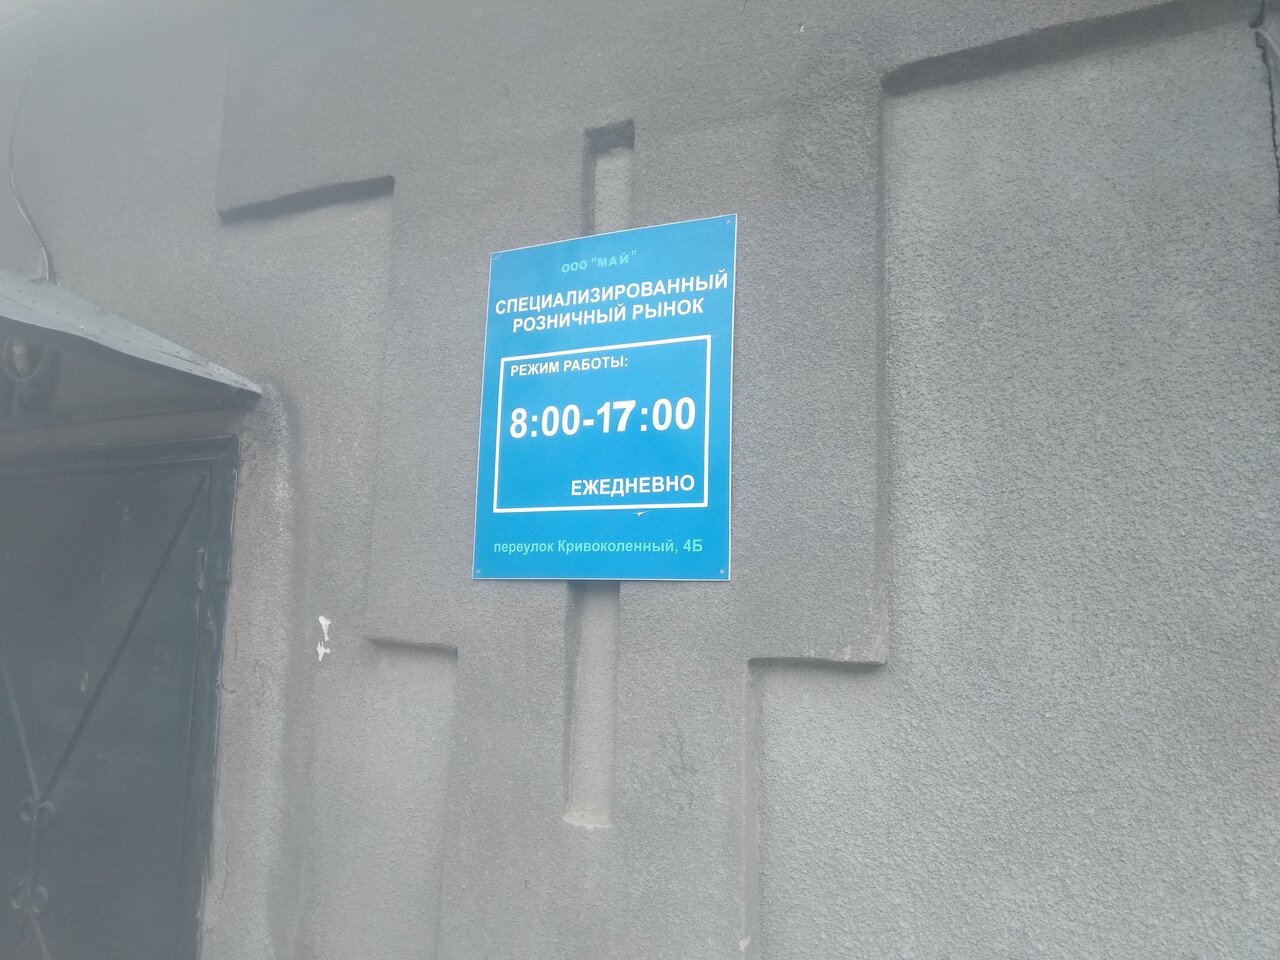 ООО "МАЙ"
СПЕЦИАЛИЗИРОВАННЫЙ
РОЗНИЧНЫЙ РЫНОК
РЕЖИМ РАБОТЫ:
8:00-17:00
ЕЖЕДНЕВНО
переулок Кривоколенный, 4Б